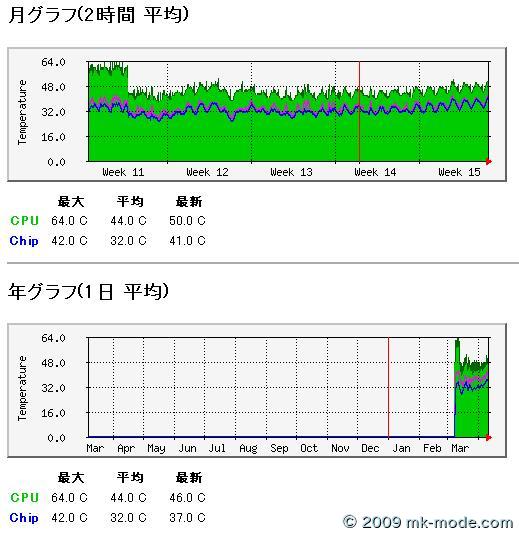 月グラフ(2時間 平均)
64.0
48.0
32.0
16.0
0.0
Temperature
Week 11 Week 12 Week 13 Week 14 Week 15
最大 平均 最新
CPU 64.0 C 44.0 C 50.0 C
Chip 42.0 C 32.0 C 41.0 C
年グラフ(1日 平均)
64.0
48.0
32.0
16.0
0.0
Temperature
Mar Apr May Jun Jul Aug Sep Oct Nov Dec Jan Feb Mar
最大 平均 最新
CPU 64.0 C 44.0 C 46.0 C
Chip 42.0 C 32.0 C 37.0 C
© 2009 mk-mode.com